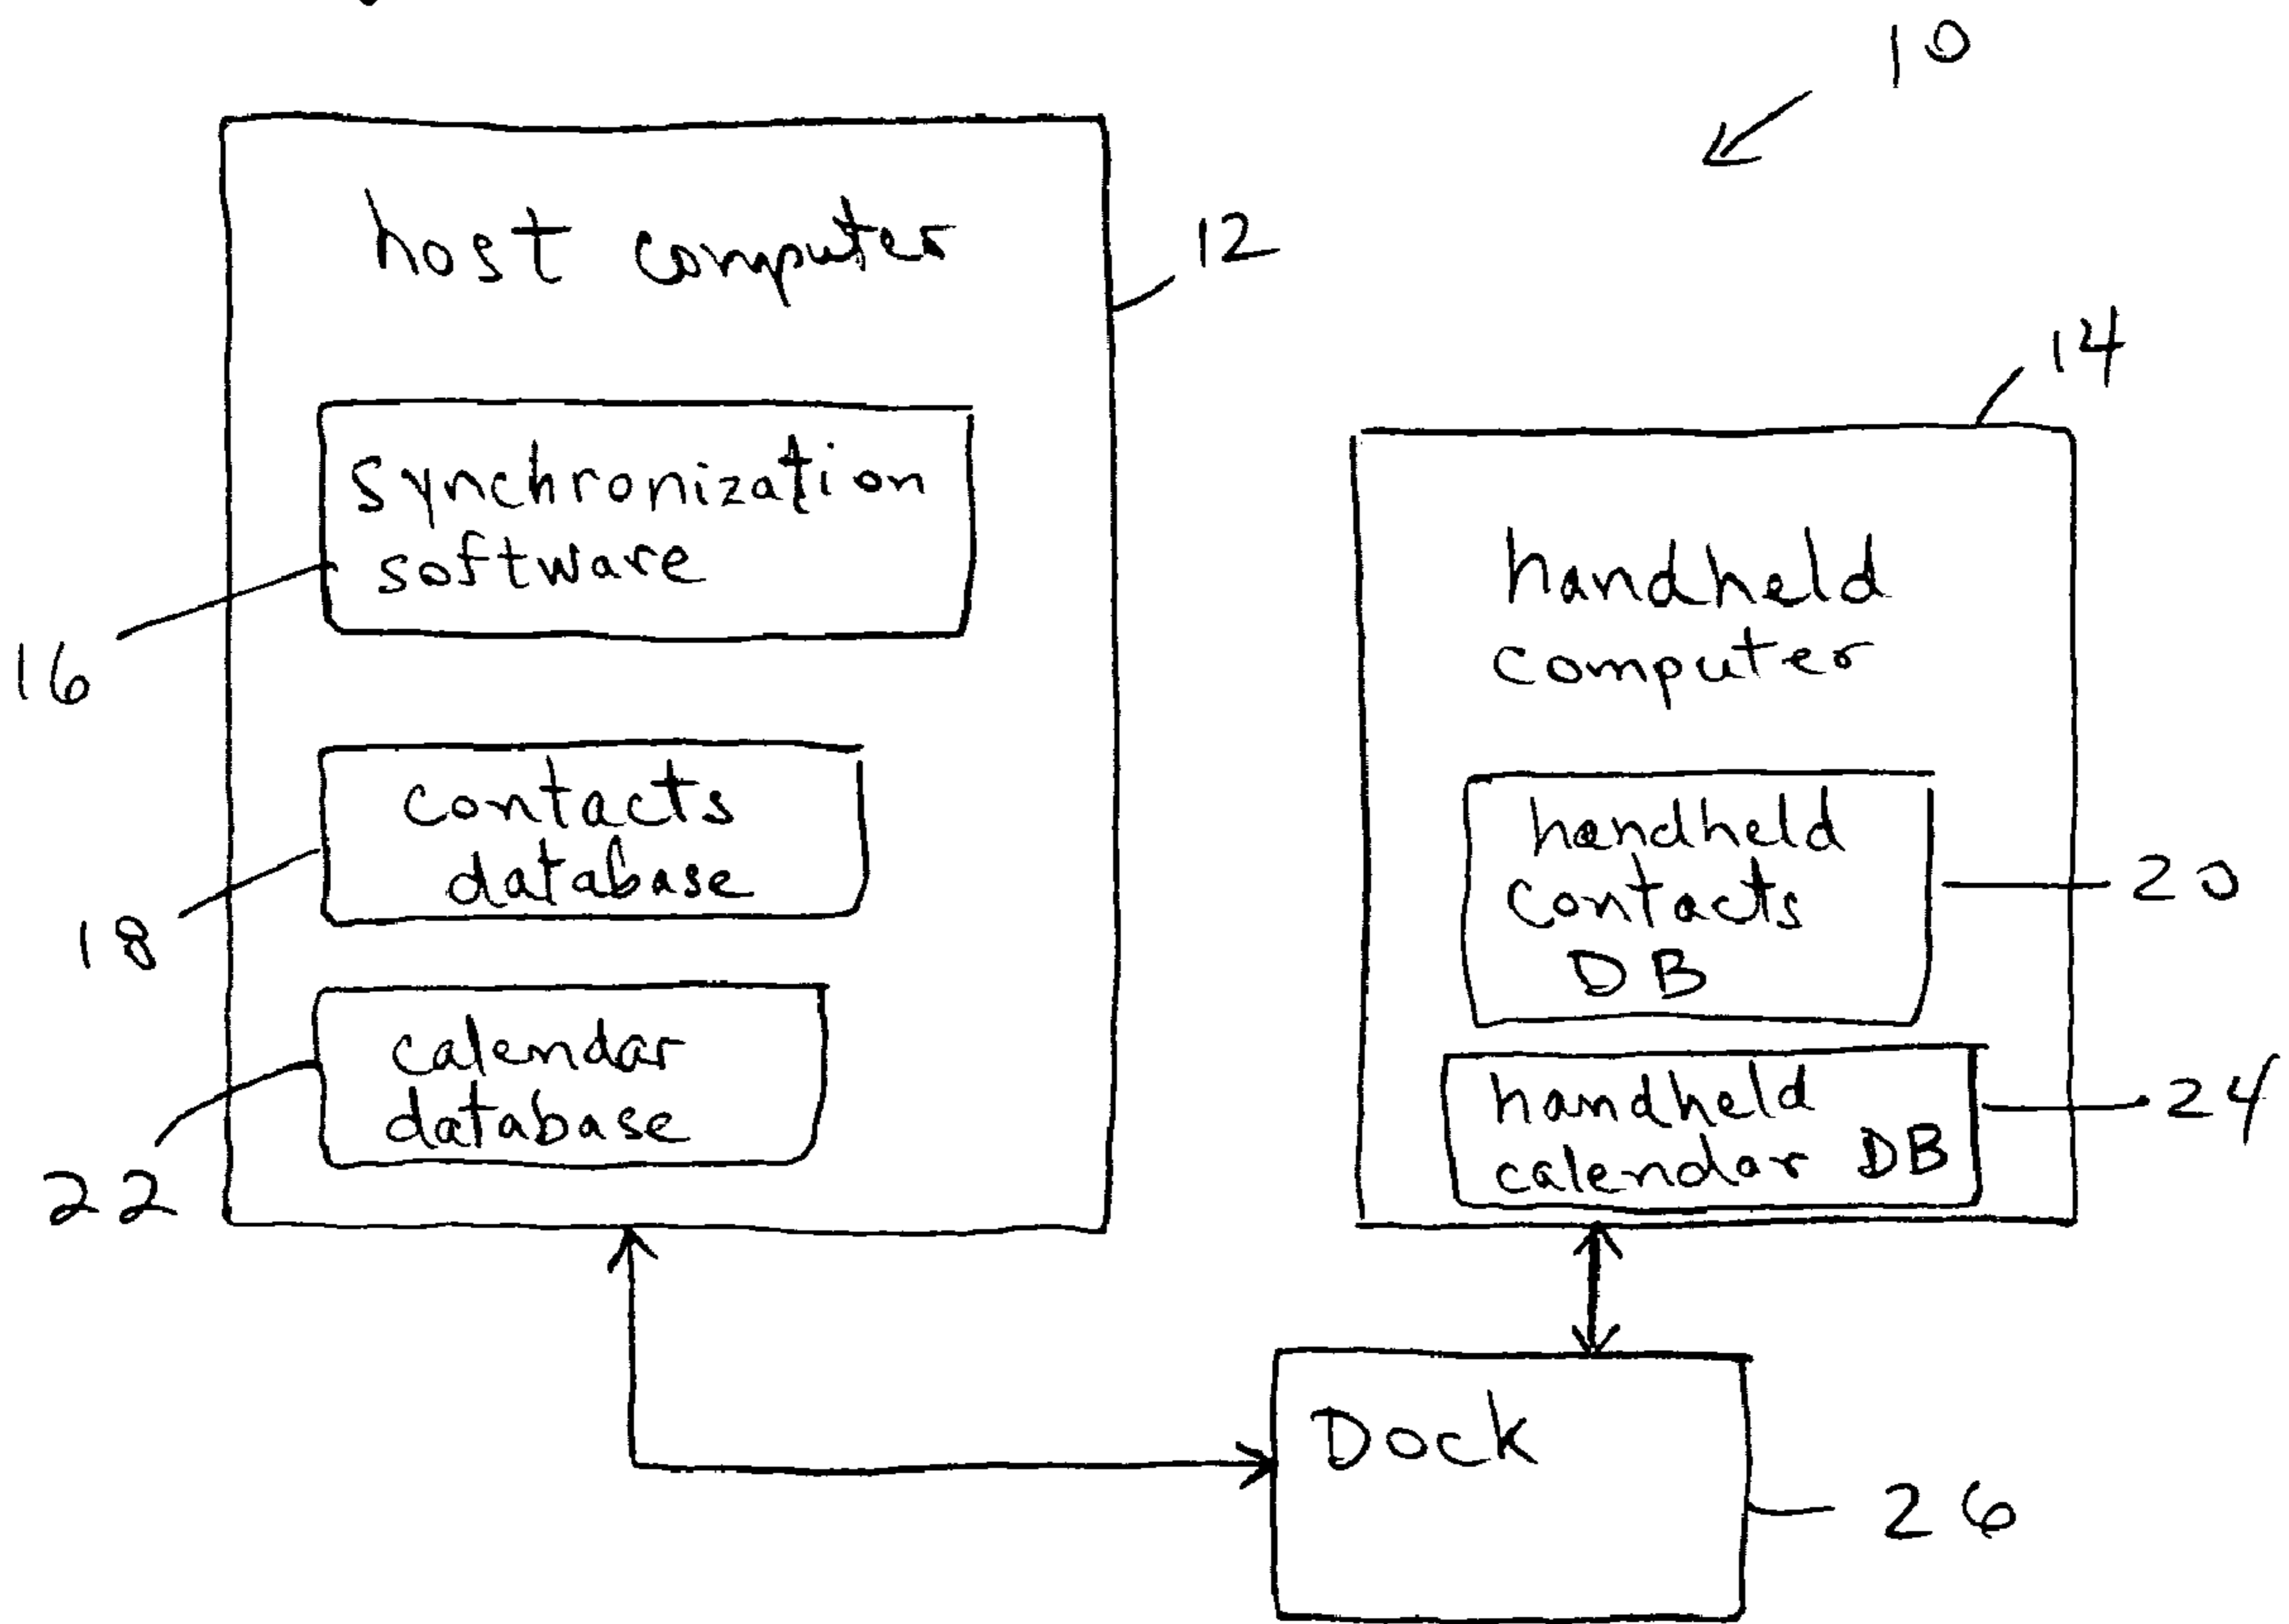 10
host computer
12
synchronization
software
16
contacts
database
18
calendar
database
22
14
handheld
computer
handheld
contacts
DB
20
handheld
calendar DB
24
Dock
26